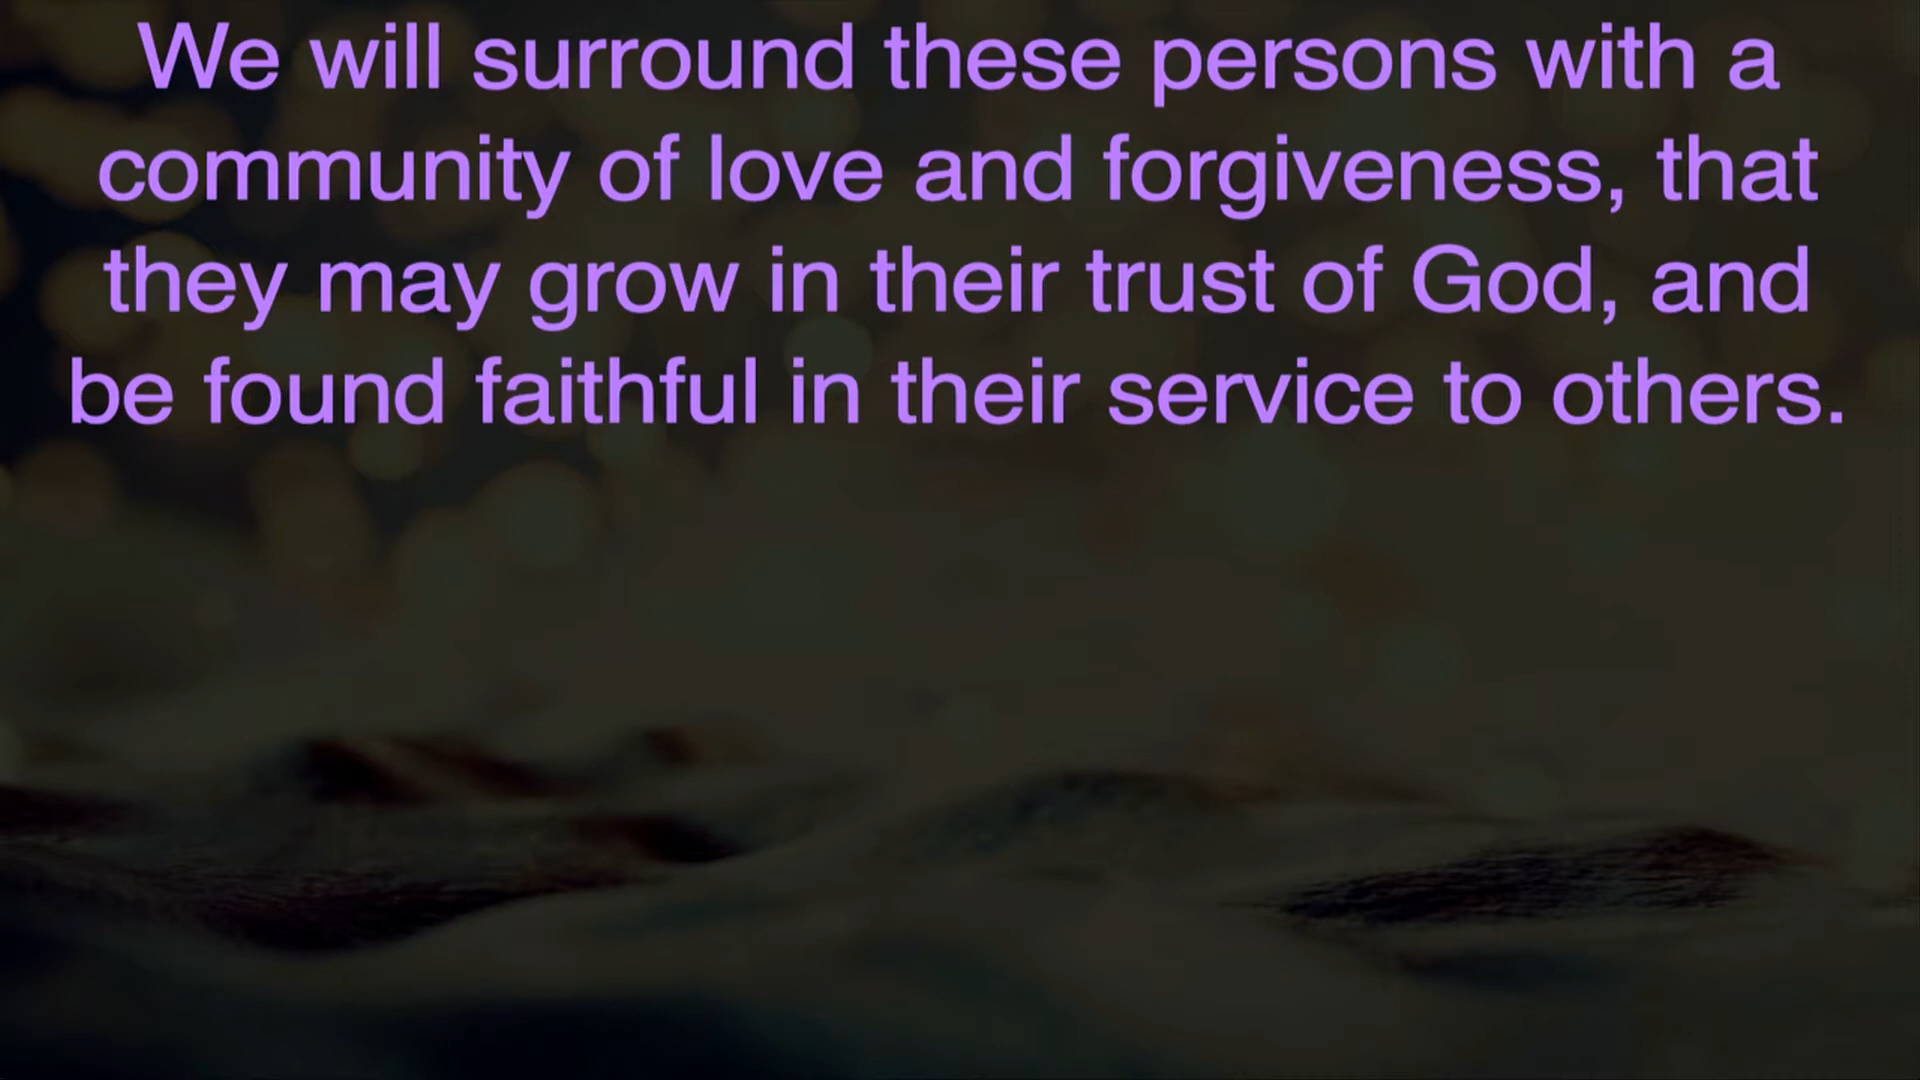 We will surround these persons with a
community of love and forgiveness, that
they may grow in their trust of God, and
be found faithful in their service to others.